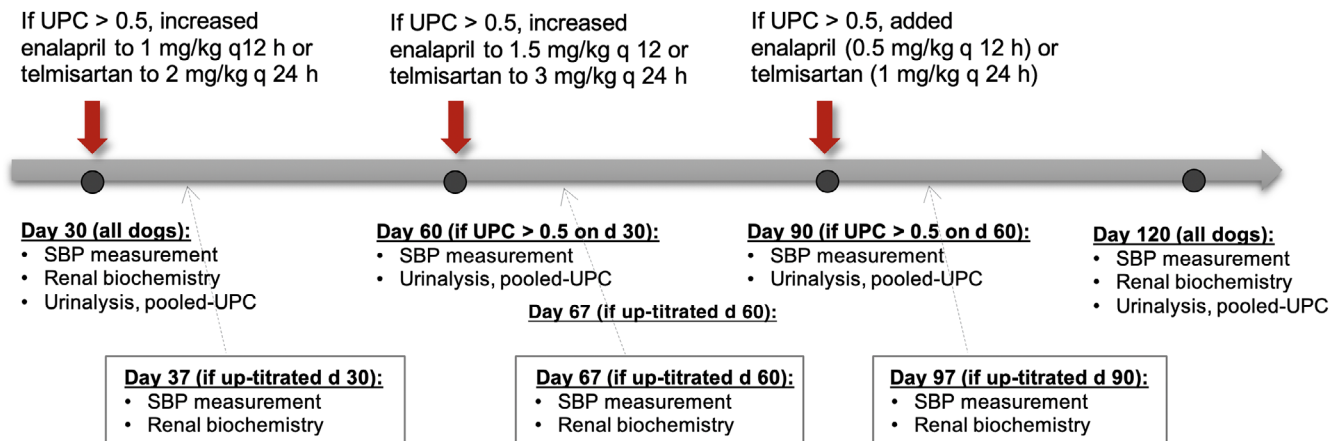 If UPC > 0.5, increased
enalapril to 1 mg/kg q12 h or
telmisartan to 2 mg/kg q 24 h
If UPC > 0.5, increased
enalapril to 1.5 mg/kg q 12 or
telmisartan to 3 mg/kg q 24 h
If UPC > 0.5, added
enalapril (0.5 mg/kg q 12 h) or
telmisartan (1 mg/kg q 24 h)
Day 30 (all dogs):
• SBP measurement
• Renal biochemistry
• Urinalysis, pooled-UPC
Day 60 (if UPC > 0.5 on d 30):
• SBP measurement
• Urinalysis, pooled-UPC
Day 90 (if UPC > 0.5 on d 60):
• SBP measurement
• Urinalysis, pooled-UPC
Day 120 (all dogs):
• SBP measurement
• Renal biochemistry
• Urinalysis, pooled-UPC
Day 67 (if up-titrated d 60):
Day 37 (if up-titrated d 30):
• SBP measurement
• Renal biochemistry
Day 67 (if up-titrated d 60):
• SBP measurement
• Renal biochemistry
Day 97 (if up-titrated d 90):
• SBP measurement
• Renal biochemistry